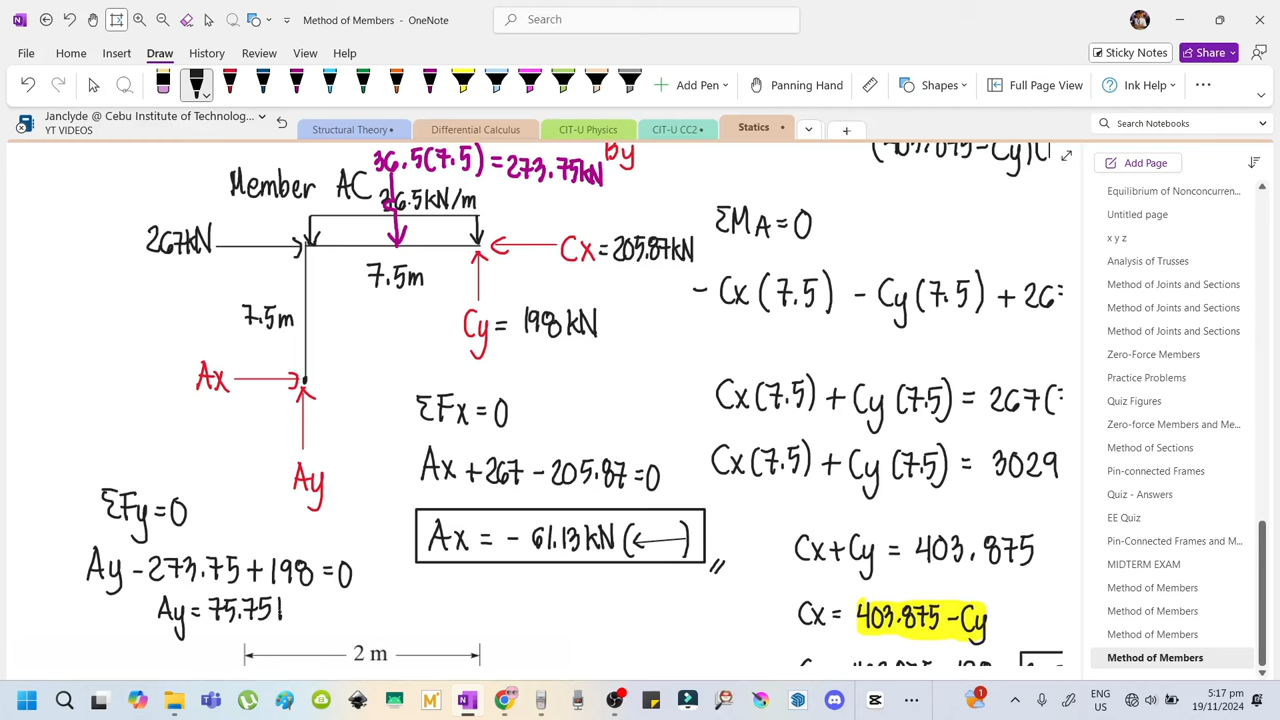 Method of Members - OneNote
Search
File Home Insert Draw History Review View Help
Sticky Notes Share
Add Pen Panning Hand Shapes Full Page View Ink Help
Janclyde @ Cebu Institute of Technolog...
YT VIDEOS
Structural Theory Differential Calculus CIT-U Physics CIT-U CC2 Statics
Search Notebooks
Add Page
Equilibrium of Nonconcurren...
Untitled page
x y z
Analysis of Trusses
Method of Joints and Sections
Method of Joints and Sections
Method of Joints and Sections
Zero-Force Members
Practice Problems
Quiz Figures
Zero-force Members and Me...
Method of Sections
Pin-connected Frames
Quiz - Answers
EE Quiz
Pin-Connected Frames and M...
MIDTERM EXAM
Method of Members
Method of Members
Method of Members
Method of Members
36.5(7.5) = 273.75kN
By
Member AC
36.5kN/m
267kN
Cx = 205.87kN
7.5m
7.5m
Cy = 198kN
Ax
Ay
ΣFx = 0
Ax + 267 - 205.87 = 0
Ax = - 61.13kN (←)
ΣFy = 0
Ay - 273.75 + 198 = 0
Ay = 75.75
2 m
ΣMA = 0
- Cx(7.5) - Cy(7.5) + 26
Cx(7.5) + Cy(7.5) = 267(
Cx(7.5) + Cy(7.5) = 3029
Cx + Cy = 403.875
Cx = 403.875 - Cy
ENG
US
5:17 pm
19/11/2024